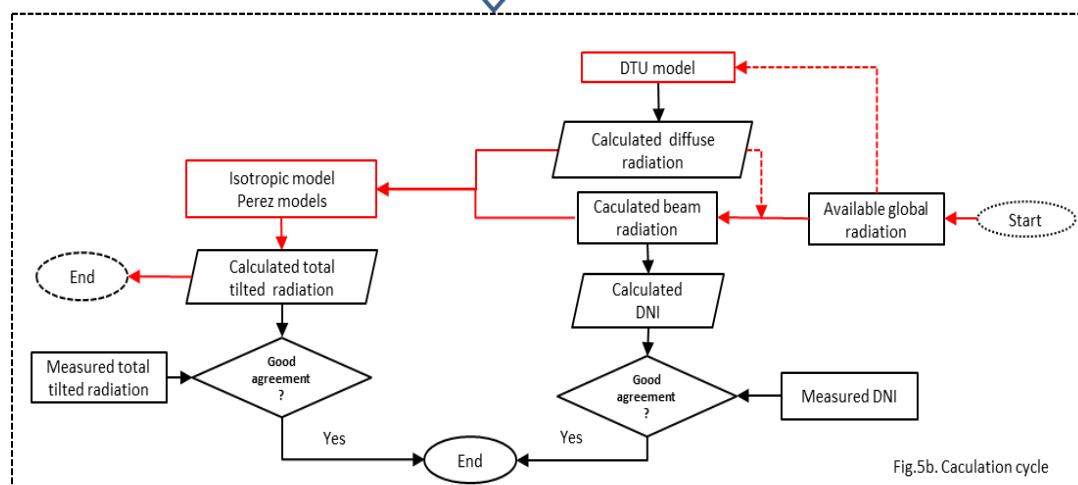 DTU model
Calculated diffuse
radiation
Isotropic model
Perez models
Caculated beam
radiation
Available global
radiation
Start
End
Calculated total
tilted radiation
Calculated
DNI
Measured total
tilted radiation
Good
agreement
?
Good
agreement
?
Measured DNI
Yes
Yes
End
Fig.5b. Caculation cycle